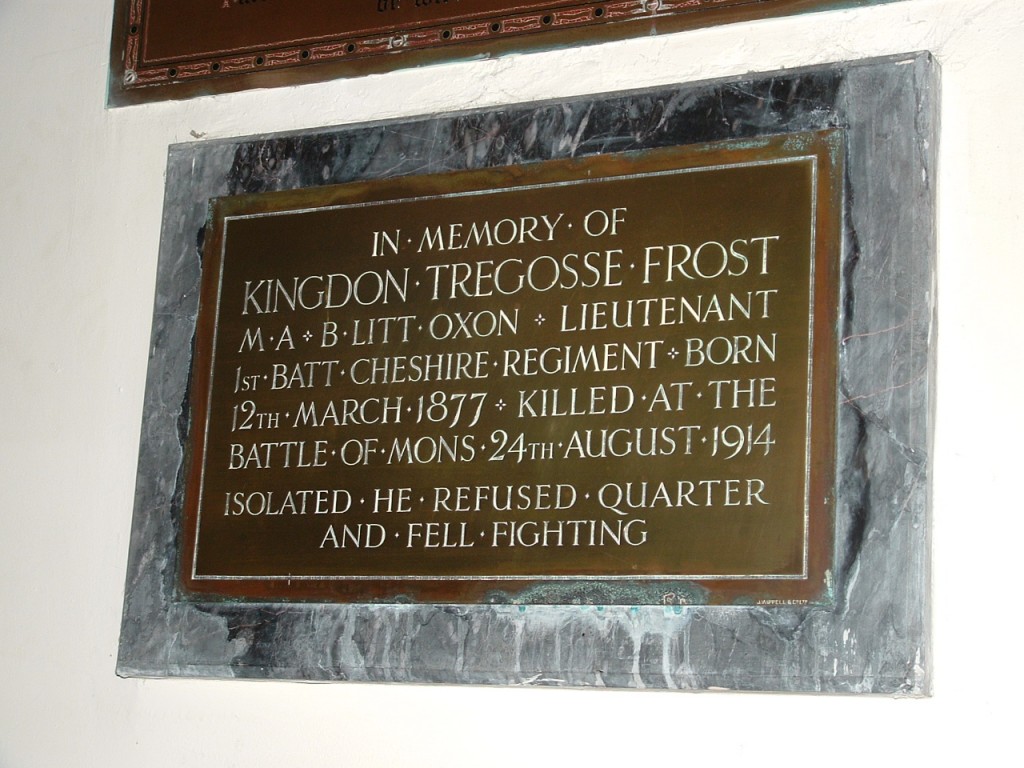 IN · MEMORY · OF
KINGDON · TREGOSSE · FROST
M · A ✣ B · LITT · OXON ✣ LIEUTENANT
1ST · BATT · CHESHIRE · REGIMENT ✣ BORN
12TH · MARCH · 1877 ✣ KILLED · AT · THE
BATTLE · OF · MONS · 24TH · AUGUST · 1914
ISOLATED · HE · REFUSED · QUARTER
AND · FELL · FIGHTING